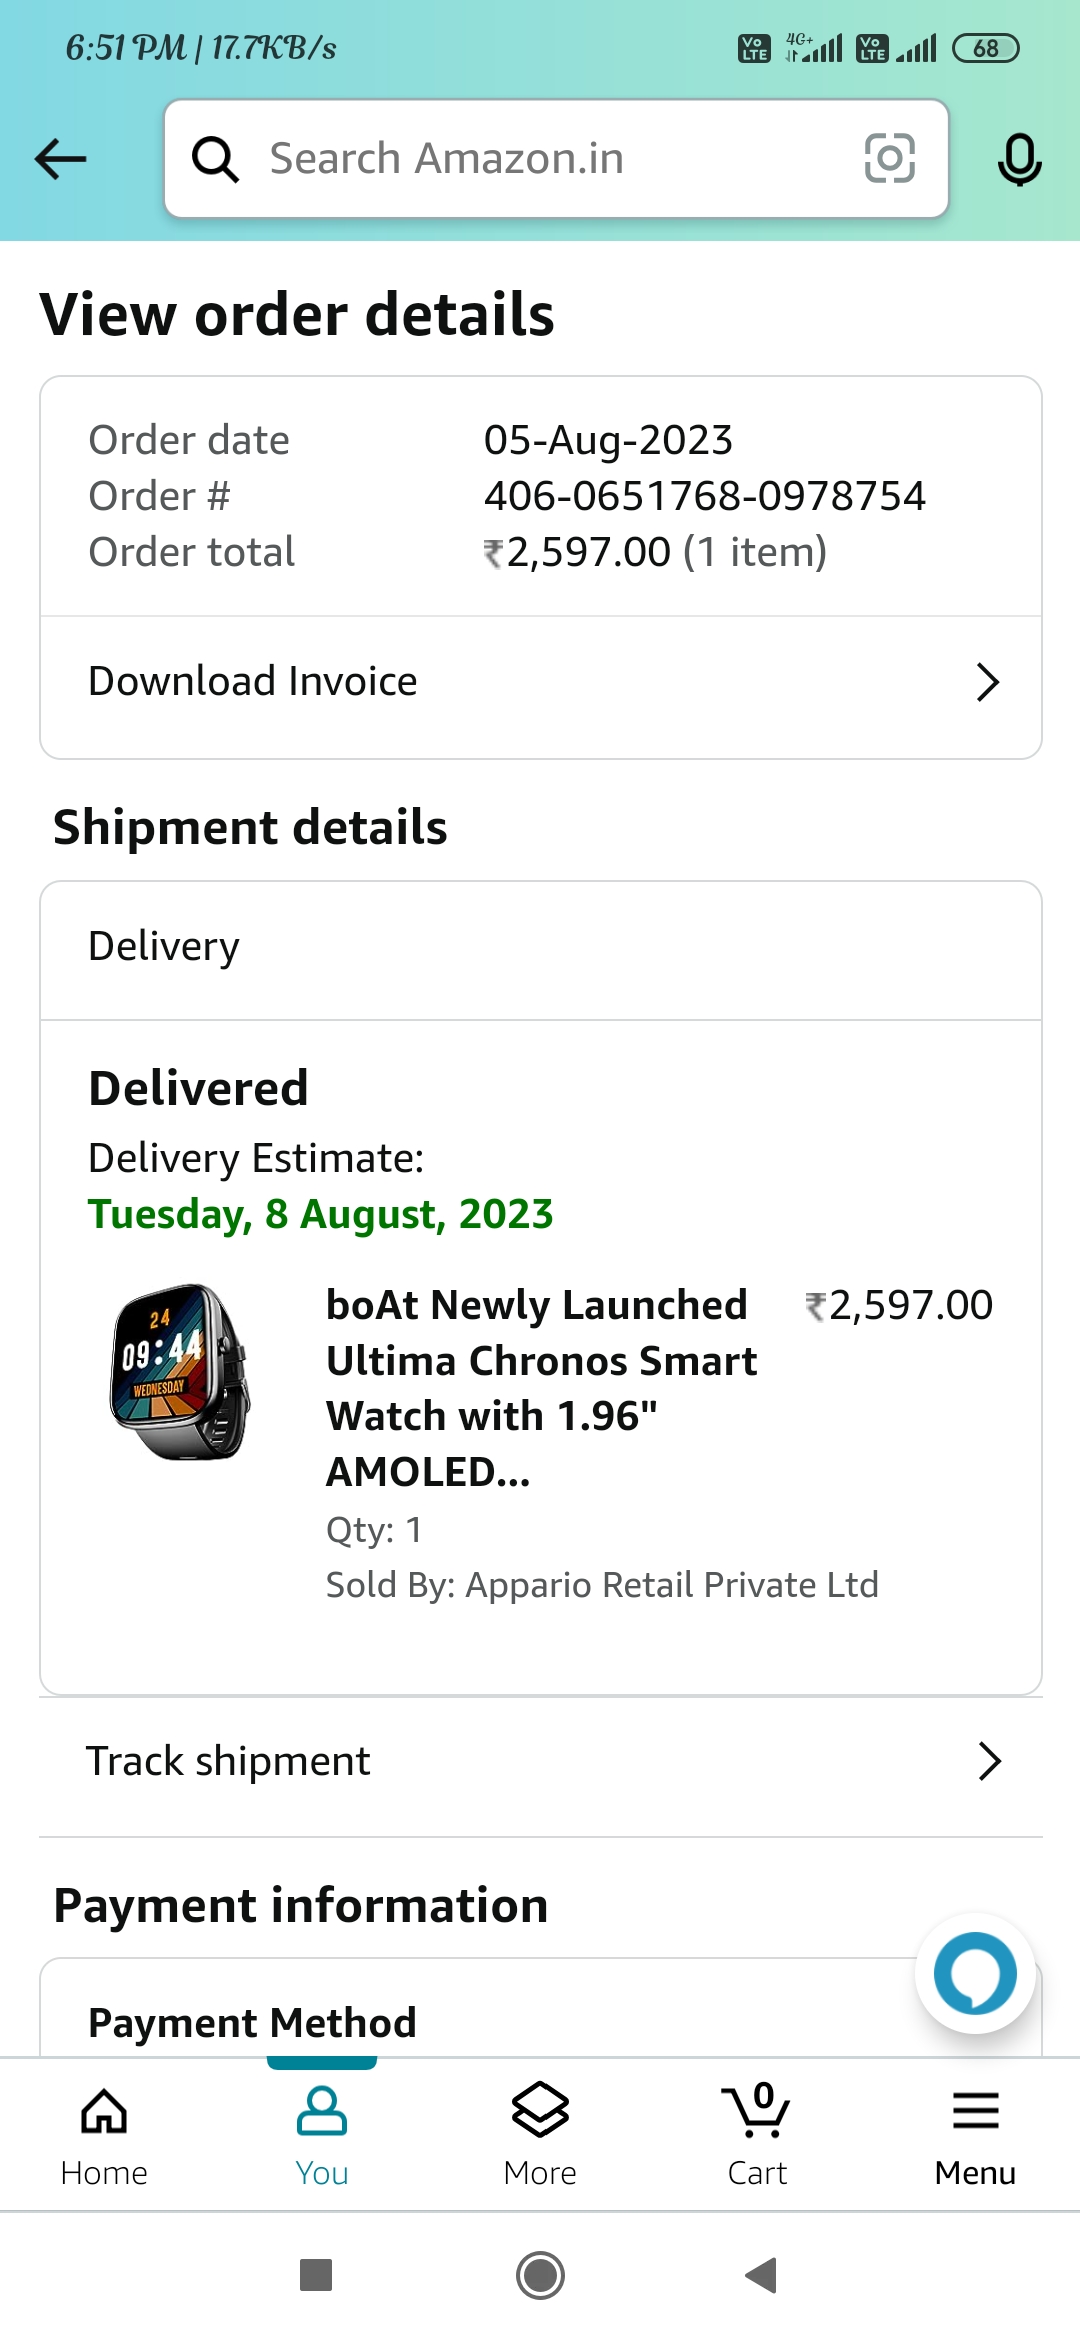 6:51 PM | 17.7KB/s
Vo LTE 4G+ Vo LTE 68
Search Amazon.in
View order details
Order date 05-Aug-2023
Order # 406-0651768-0978754
Order total ₹2,597.00 (1 item)
Download Invoice
Shipment details
Delivery
Delivered
Delivery Estimate:
Tuesday, 8 August, 2023
24
09:44
WEDNESDAY
boAt Newly Launched ₹2,597.00
Ultima Chronos Smart
Watch with 1.96"
AMOLED...
Qty: 1
Sold By: Appario Retail Private Ltd
Track shipment
Payment information
Payment Method
0
Home You More Cart Menu